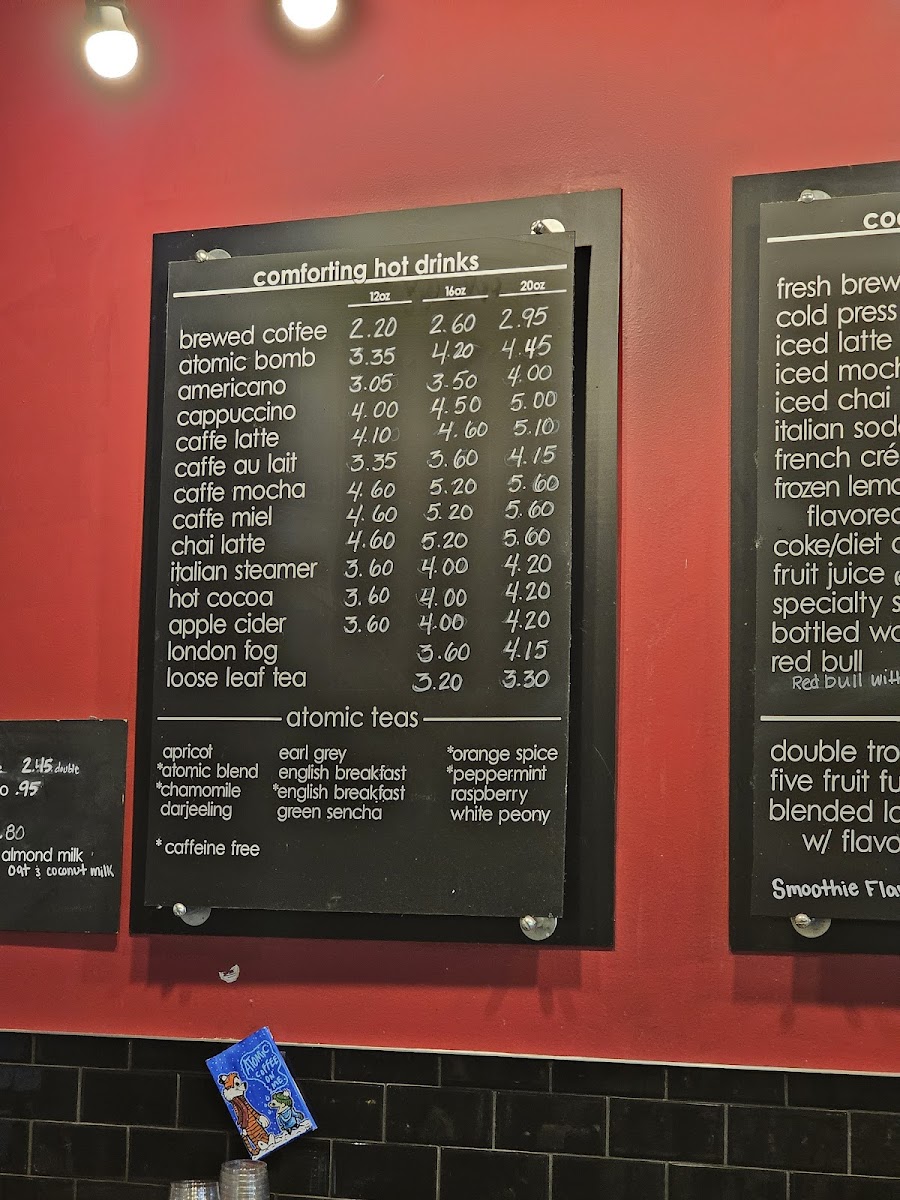 comforting hot drinks
12oz 16oz 20oz
brewed coffee 2.20 2.60 2.95
atomic bomb 3.35 4.20 4.45
americano 3.05 3.50 4.00
cappuccino 4.00 4.50 5.00
caffe latte 4.10 4.60 5.10
caffe au lait 3.35 3.60 4.15
caffe mocha 4.60 5.20 5.60
caffe miel 4.60 5.20 5.60
chai latte 4.60 5.20 5.60
italian steamer 3.60 4.00 4.20
hot cocoa 3.60 4.00 4.20
apple cider 3.60 4.00 4.20
london fog 3.60 4.15
loose leaf tea 3.20 3.30
atomic teas
apricot earl grey *orange spice
*atomic blend english breakfast *peppermint
*chamomile *english breakfast raspberry
darjeeling green sencha white peony
* caffeine free
2.45 double
.95
.80
almond milk
oat & coconut milk
coo
fresh brew
cold press
iced latte
iced moch
iced chai
italian sod
french cré
frozen lemo
flavored
coke/diet
fruit juice
specialty s
bottled wa
red bull
Red bull with
double tro
five fruit fu
blended la
w/ flavo
Smoothie Fla
ATOMIC
COFFEE